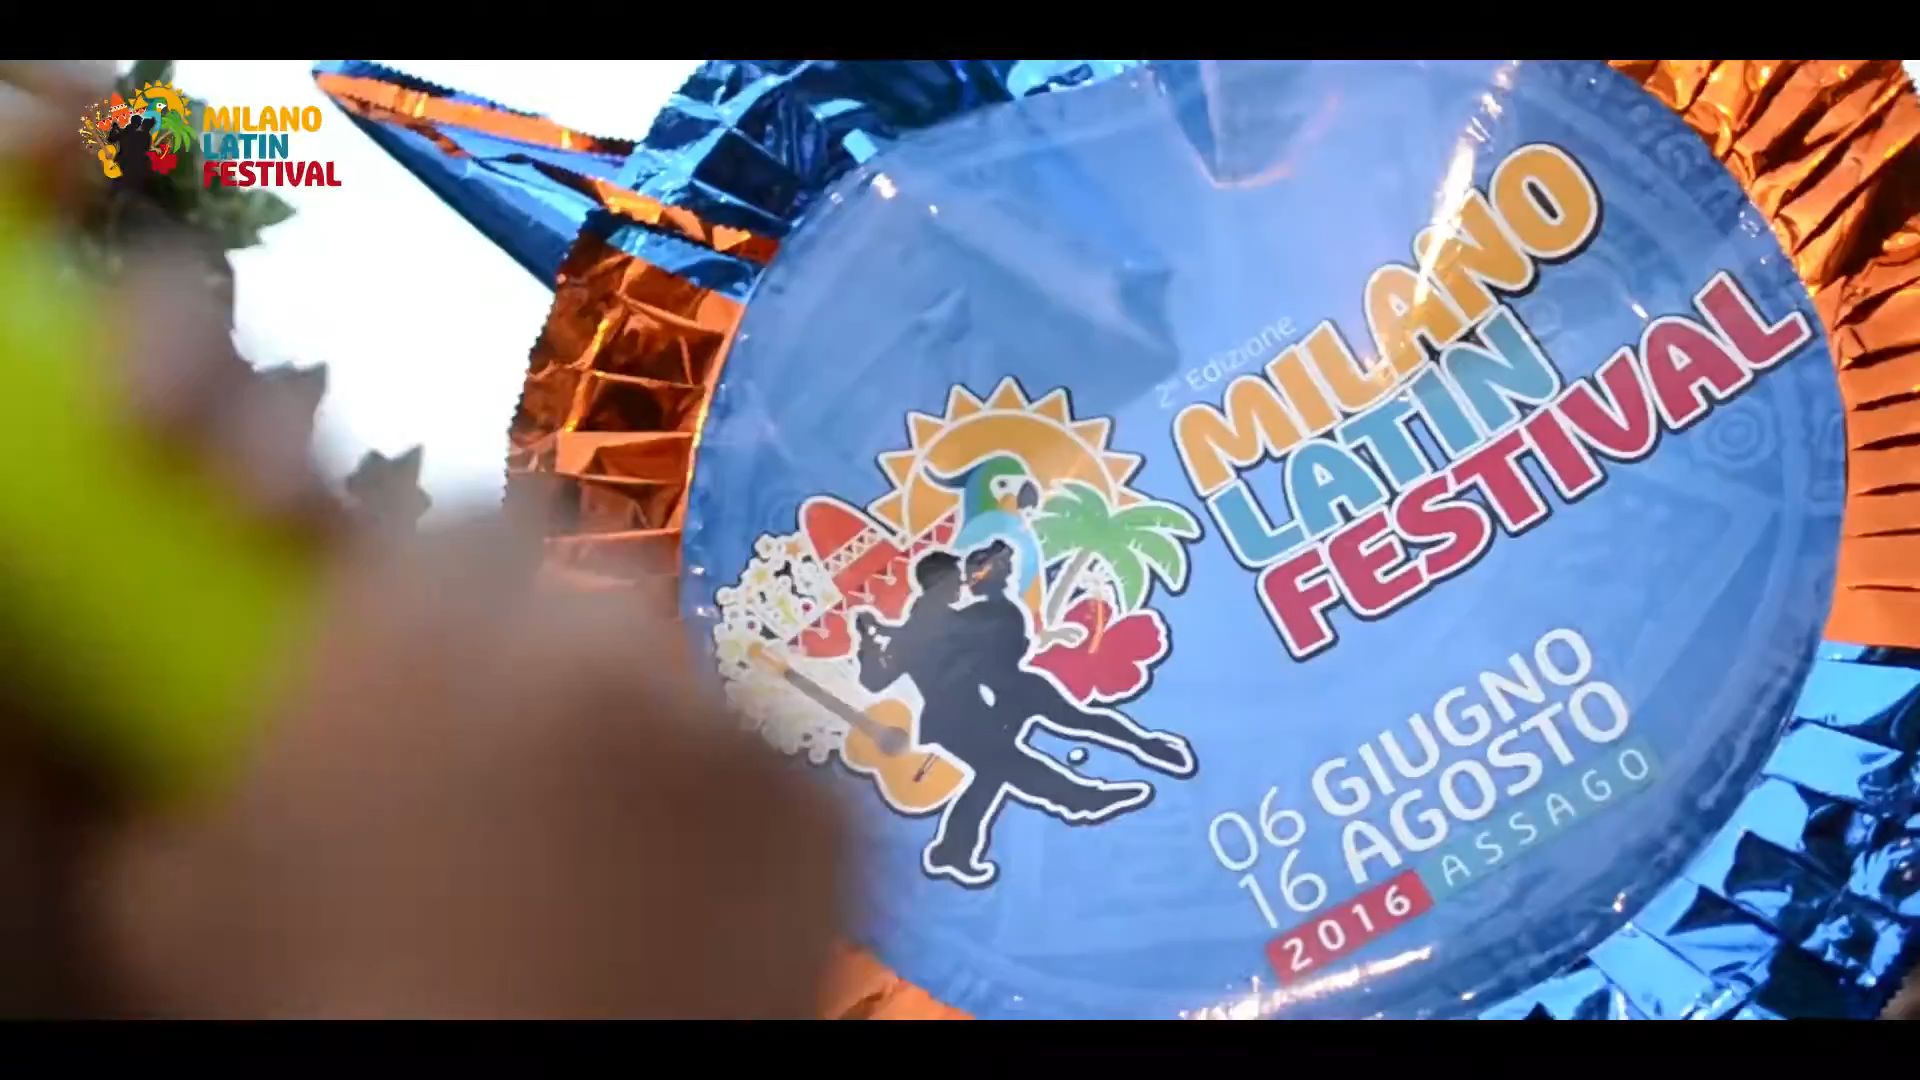 MILANO
LATIN
FESTIVAL
2ª Edizione
MILANO
LATIN
FESTIVAL
06 GIUGNO
16 AGOSTO
2016 ASSAGO